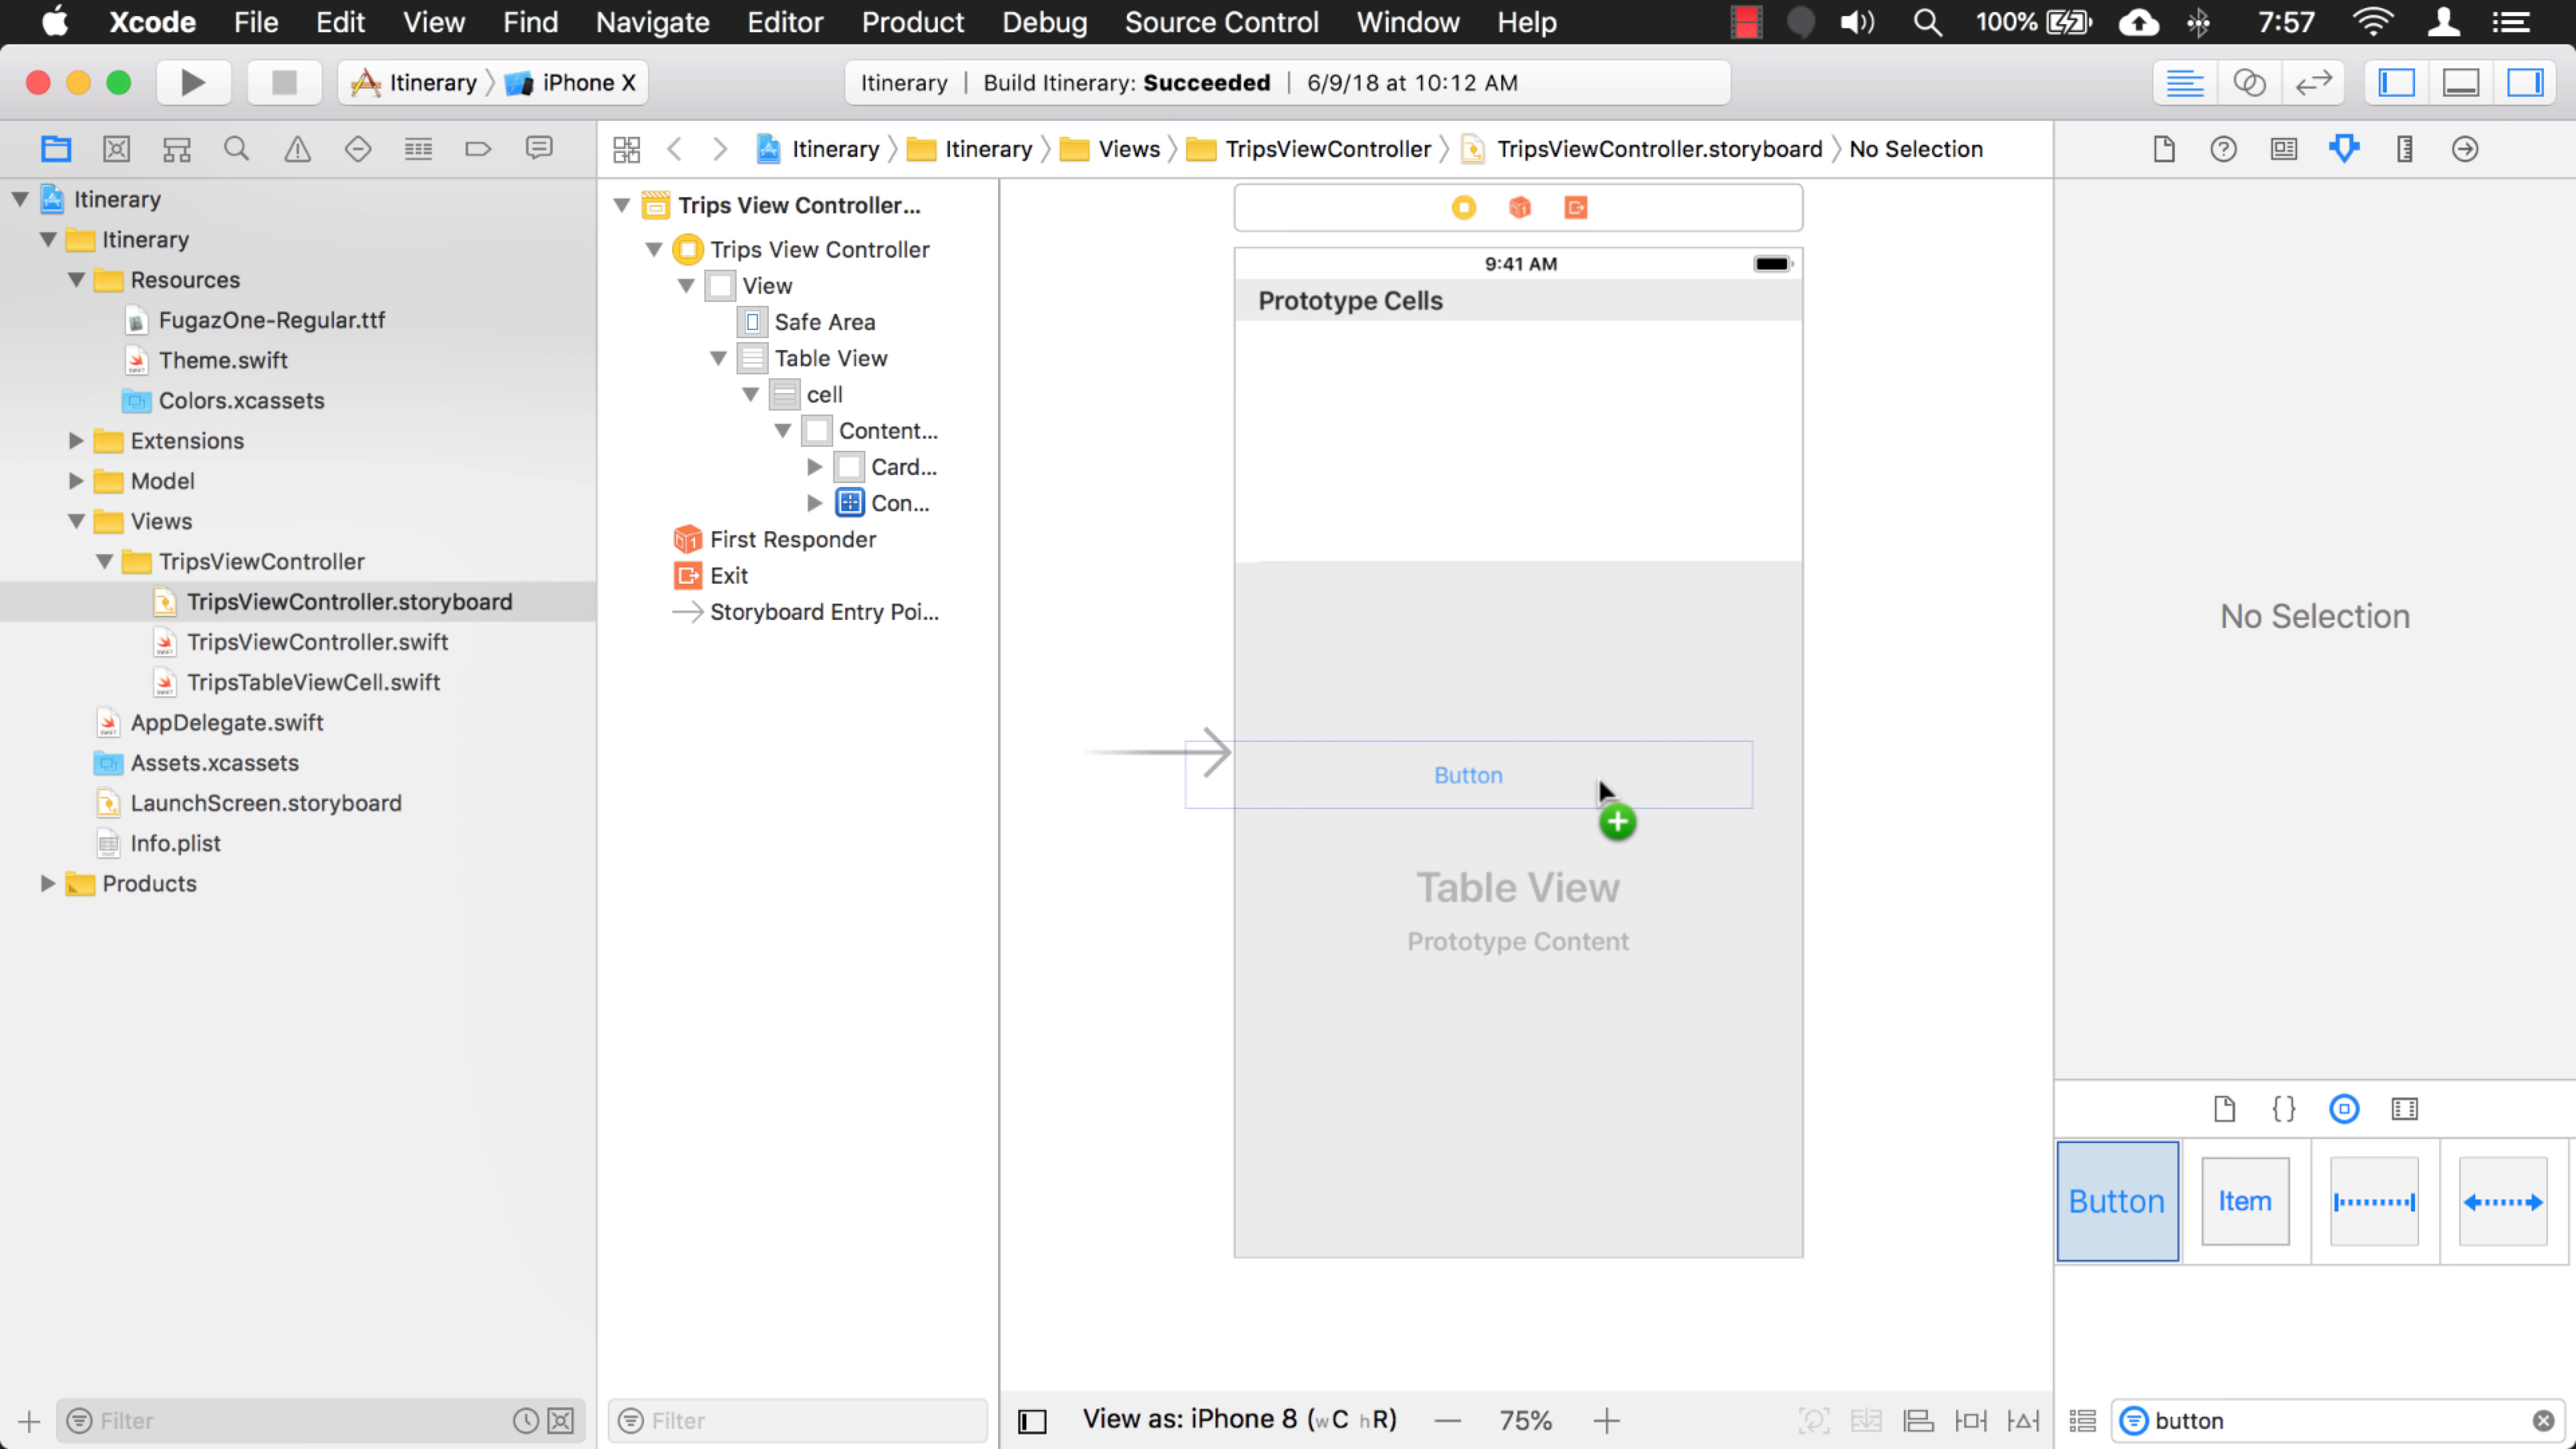 Xcode File Edit View Find Navigate Editor Product Debug Source Control Window Help 100% 7:57
Itinerary iPhone X
Itinerary | Build Itinerary: Succeeded | 6/9/18 at 10:12 AM
Itinerary Itinerary Views TripsViewController TripsViewController.storyboard No Selection
Itinerary
Itinerary
Resources
FugazOne-Regular.ttf
Theme.swift
Colors.xcassets
Extensions
Model
Views
TripsViewController
TripsViewController.storyboard
TripsViewController.swift
TripsTableViewCell.swift
AppDelegate.swift
Assets.xcassets
LaunchScreen.storyboard
Info.plist
Products
Filter
Trips View Controller...
Trips View Controller
View
Safe Area
Table View
cell
Content...
Card...
Con...
First Responder
Exit
Storyboard Entry Poi...
Filter
9:41 AM
Prototype Cells
Button
Table View
Prototype Content
View as: iPhone 8 (wC hR) — 75% +
No Selection
{ }
Button Item
button